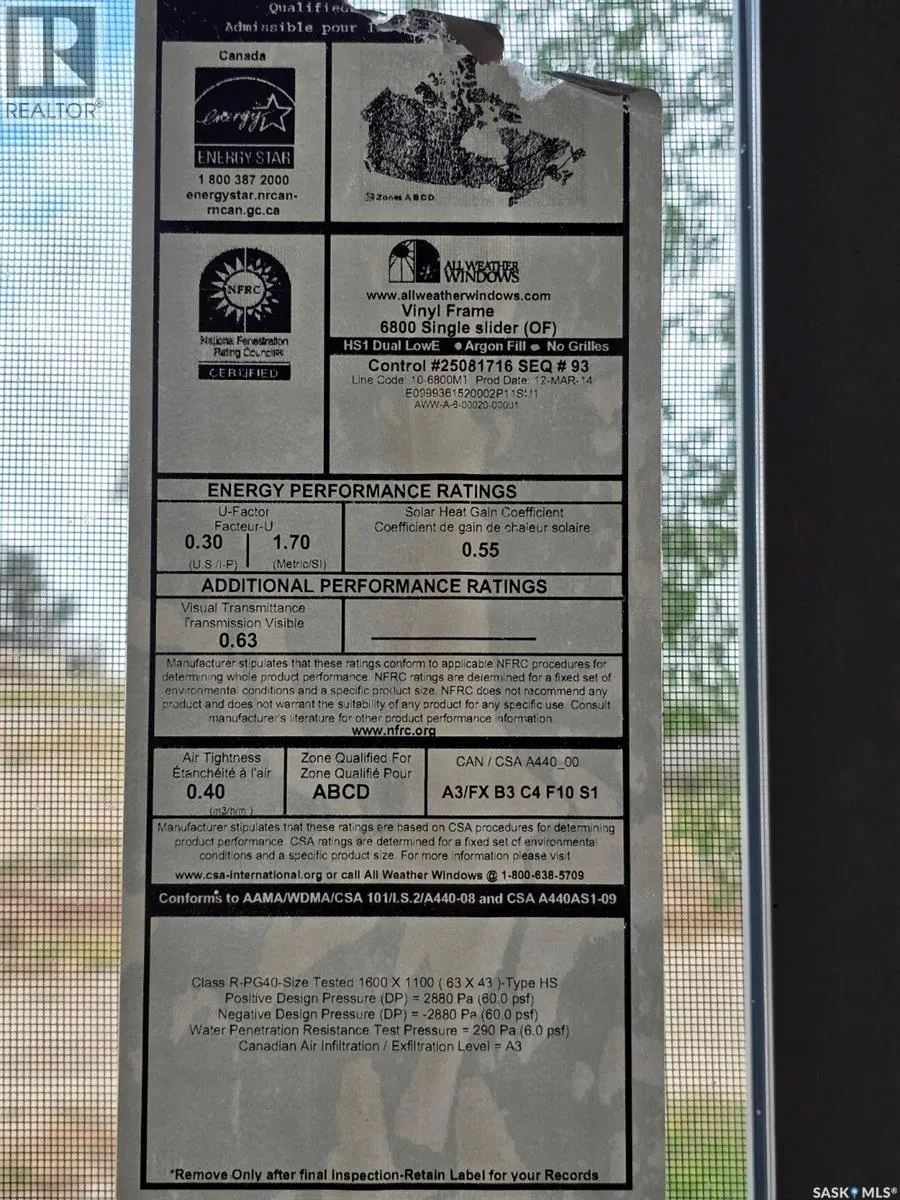 REALTOR®
Qualified
Admissible pour
Canada
energy
ENERGY STAR
1 800 387 2000
energystar.nrcan-
rncan.gc.ca
Zones A B C D
NFRC
National Fenestration
Rating Council®
CERTIFIED
ALL WEATHER
WINDOWS
www.allweatherwindows.com
Vinyl Frame
6800 Single slider (OF)
HS1 Dual LowE • Argon Fill • No Grilles
Control #25081716 SEQ # 93
Line Code: 10-6800M1 Prod Date: 12-MAR-14
AWW-A-6-00020-00001
ENERGY PERFORMANCE RATINGS
U-Factor
Facteur-U
0.30 | 1.70
(U.S./I-P) (Metric/SI)
Solar Heat Gain Coefficient
Coefficient de gain de chaleur solaire
0.55
ADDITIONAL PERFORMANCE RATINGS
Visual Transmittance
Transmission Visible
0.63
Manufacturer stipulates that these ratings conform to applicable NFRC procedures for
determining whole product performance. NFRC ratings are determined for a fixed set of
environmental conditions and a specific product size. NFRC does not recommend any
product and does not warrant the suitability of any product for any specific use. Consult
manufacturer's literature for other product performance information.
www.nfrc.org
Air Tightness
Étanchéité à l'air
0.40
(m3/h/m)
Zone Qualified For
Zone Qualifié Pour
ABCD
CAN / CSA A440_00
A3/FX B3 C4 F10 S1
Manufacturer stipulates that these ratings are based on CSA procedures for determining
product performance. CSA ratings are determined for a fixed set of environmental
conditions and a specific product size. For more information please visit
www.csa-international.org or call All Weather Windows @ 1-800-638-5709
Conforms to AAMA/WDMA/CSA 101/I.S.2/A440-08 and CSA A440AS1-09
Class R-PG40-Size Tested 1600 X 1100 ( 63 X 43 )-Type HS
Positive Design Pressure (DP) = 2880 Pa (60.0 psf)
Negative Design Pressure (DP) = -2880 Pa (60.0 psf)
Water Penetration Resistance Test Pressure = 290 Pa (6.0 psf)
Canadian Air Infiltration / Exfiltration Level = A3
*Remove Only after final Inspection-Retain Label for your Records
SASK MLS®